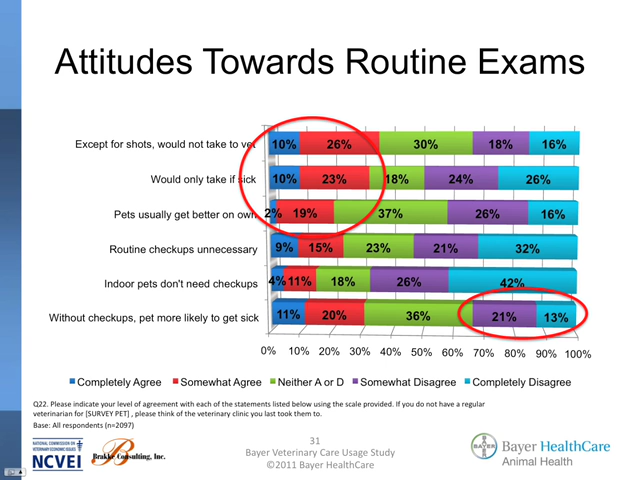 Attitudes Towards Routine Exams
Except for shots, would not take to vet 10% 26% 30% 18% 16%
Would only take if sick 10% 23% 18% 24% 26%
Pets usually get better on own 2% 19% 37% 26% 16%
Routine checkups unnecessary 9% 15% 23% 21% 32%
Indoor pets don't need checkups 4% 11% 18% 26% 42%
Without checkups, pet more likely to get sick 11% 20% 36% 21% 13%
0% 10% 20% 30% 40% 50% 60% 70% 80% 90% 100%
Completely Agree Somewhat Agree Neither A or D Somewhat Disagree Completely Disagree
Q22. Please indicate your level of agreement with each of the statements listed below using the scale provided. If you do not have a regular
veterinarian for [SURVEY PET] , please think of the veterinary clinic you last took them to.
Base: All respondents (n=2097)
NATIONAL COMMISSION ON
VETERINARY ECONOMIC ISSUES
NCVEI
Brakke Consulting, Inc.
31
Bayer Veterinary Care Usage Study
©2011 Bayer HealthCare
BAYER
Bayer HealthCare
Animal Health